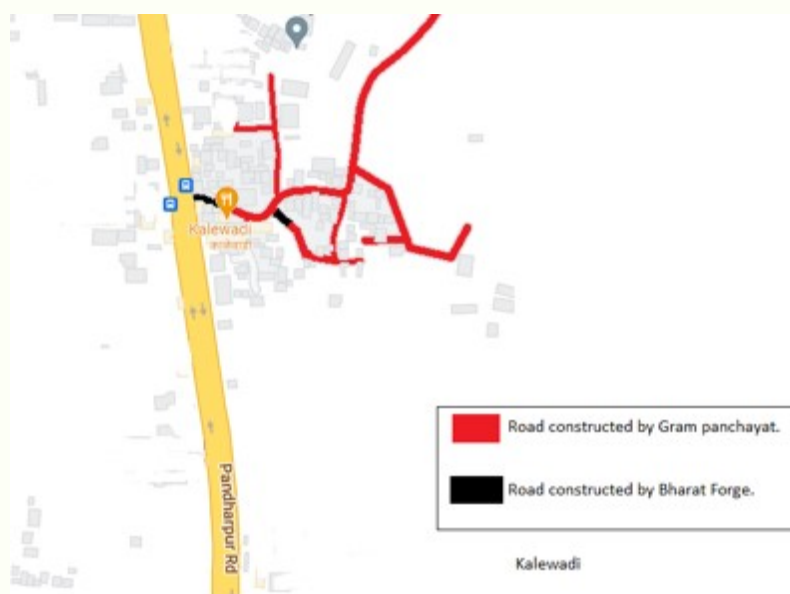 Kalewadi
Pandharpur Rd
Road constructed by Gram panchayat.
Road constructed by Bharat Forge.
Kalewadi